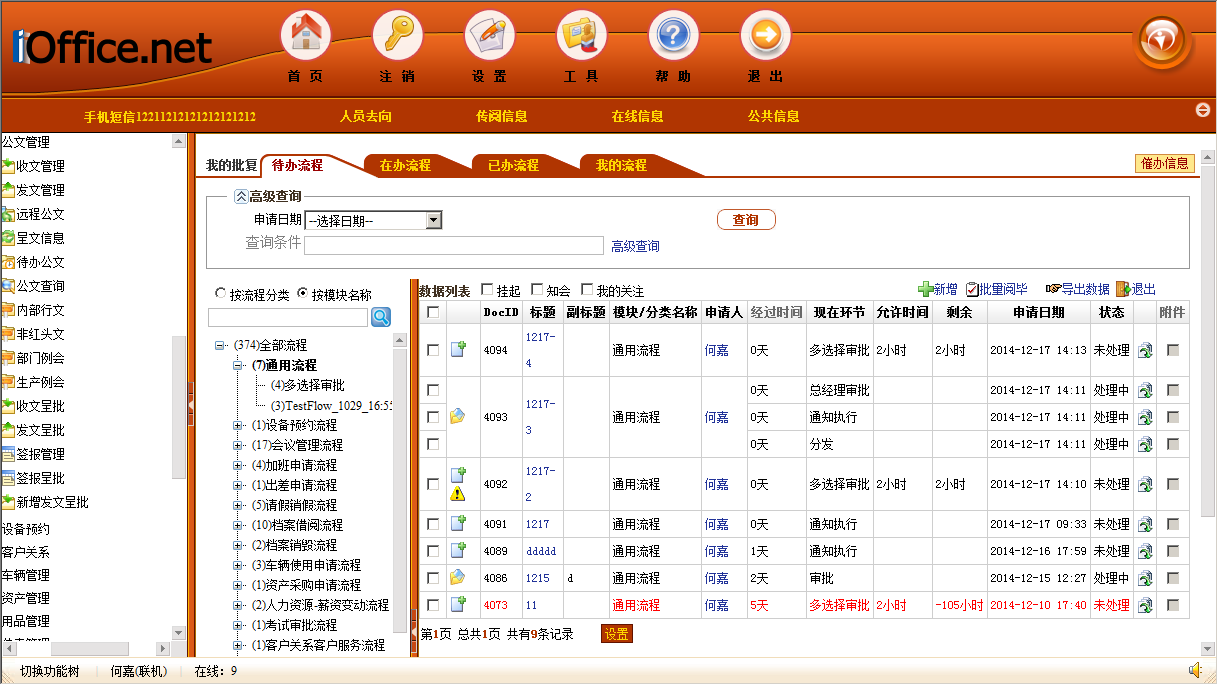 iOffice.net
首 页 注 销 设 置 工 具 帮 助 退 出
手机短信12211212121212121212 人员去向 传阅信息 在线信息 公共信息
公文管理
收文管理
发文管理
远程公文
呈文信息
待办公文
公文查询
内部行文
非红头文
部门例会
生产例会
收文呈批
发文呈批
签报管理
签报呈批
新增发文呈批
设备预约
客户关系
车辆管理
资产管理
用品管理
我的批复 待办流程 在办流程 已办流程 我的流程 催办信息
高级查询
申请日期 --选择日期-- 查询
查询条件 高级查询
按流程分类 按模块名称
(374)全部流程
(7)通用流程
(4)多选择审批
(3)TestFlow_1029_16:55
(1)设备预约流程
(17)会议管理流程
(4)加班申请流程
(1)出差申请流程
(5)请假销假流程
(10)档案借阅流程
(2)档案销毁流程
(3)车辆使用申请流程
(1)资产采购申请流程
(2)人力资源-薪资变动流程
(1)考试审批流程
(1)客户关系客户服务流程
数据列表 挂起 知会 我的关注 新增 批量阅毕 导出数据 退出
DocID 标题 副标题 模块/分类名称 申请人 经过时间 现在环节 允许时间 剩余 申请日期 状态 附件
4094 1217-4 通用流程 何嘉 0天 多选择审批 2小时 2小时 2014-12-17 14:13 未处理
0天 总经理审批 2014-12-17 14:11 处理中
4093 1217-3 通用流程 何嘉 0天 通知执行 2014-12-17 14:11 处理中
0天 分发 2014-12-17 14:11 处理中
4092 1217-2 通用流程 何嘉 0天 多选择审批 2小时 2小时 2014-12-17 14:10 未处理
4091 1217 通用流程 何嘉 0天 通知执行 2014-12-17 09:33 未处理
4089 ddddd 通用流程 何嘉 1天 通知执行 2014-12-16 17:59 未处理
4086 1215 d 通用流程 何嘉 2天 审批 2014-12-15 12:27 处理中
4073 11 通用流程 何嘉 5天 多选择审批 2小时 -105小时 2014-12-10 17:40 未处理
第1页 总共1页 共有9条记录 设置
切换功能树 何嘉(联机) 在线：9